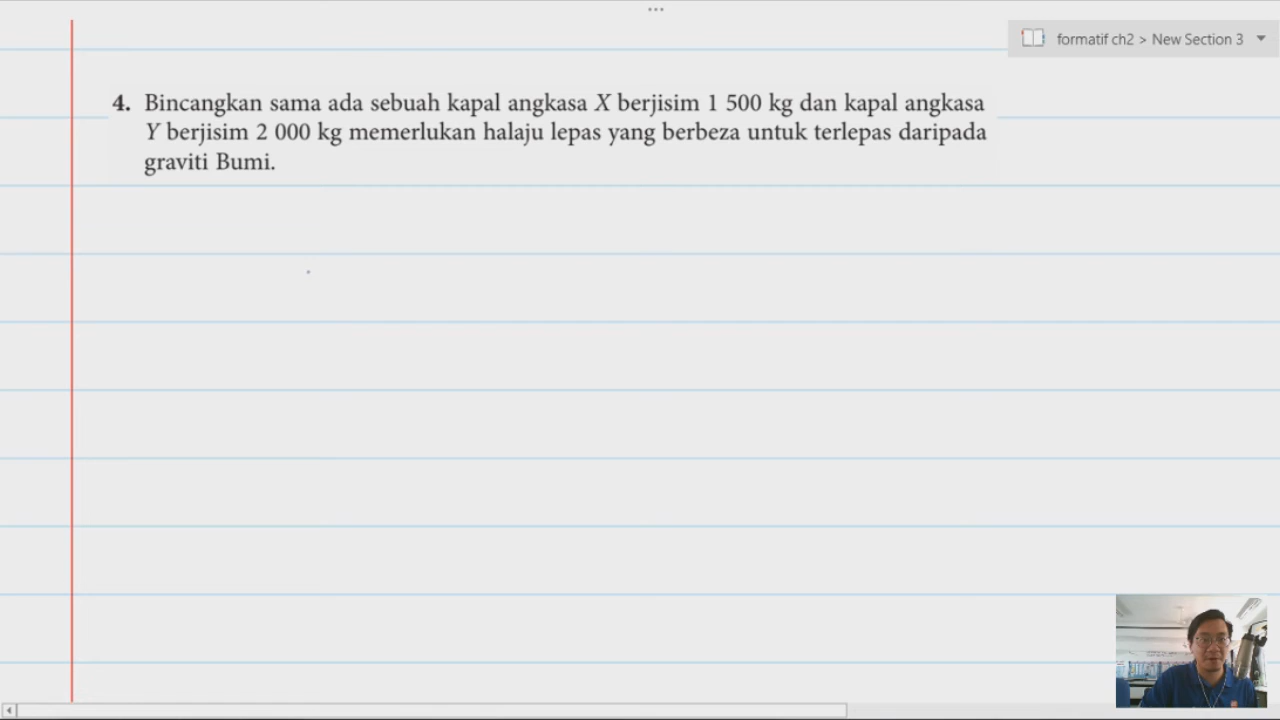 ...
formatif ch2 > New Section 3
4. Bincangkan sama ada sebuah kapal angkasa X berjisim 1 500 kg dan kapal angkasa
Y berjisim 2 000 kg memerlukan halaju lepas yang berbeza untuk terlepas daripada
graviti Bumi.